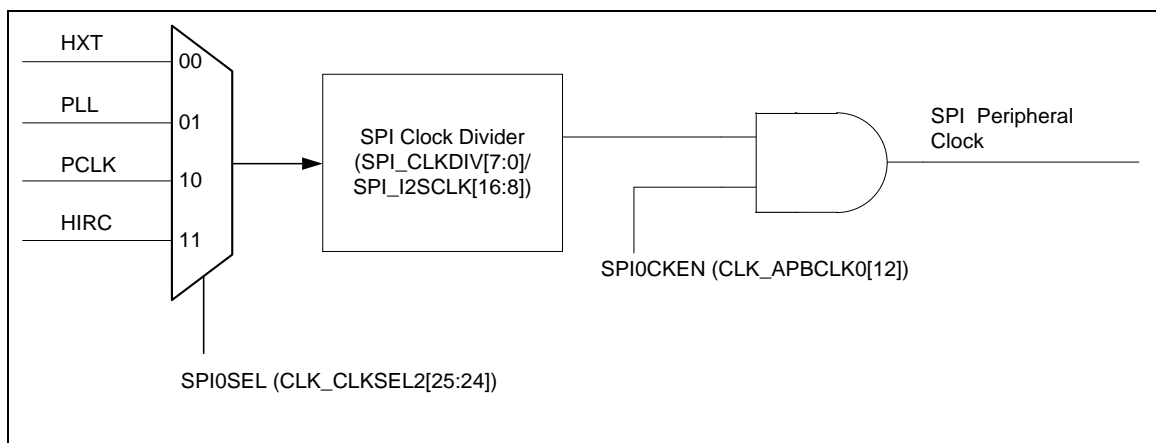 HXT
00
PLL
01
PCLK
10
HIRC
11
SPI Clock Divider
(SPI_CLKDIV[7:0]/
SPI_I2SCLK[16:8])
SPI Peripheral
Clock
SPI0CKEN (CLK_APBCLK0[12])
SPI0SEL (CLK_CLKSEL2[25:24])